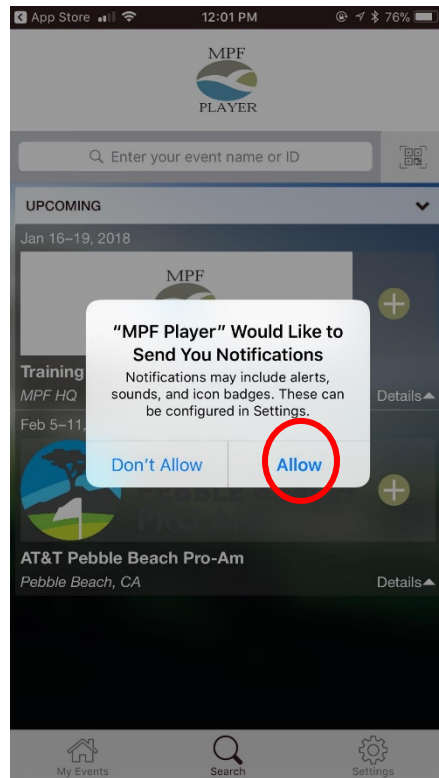 App Store 12:01 PM 76%
MPF
PLAYER
Enter your event name or ID
UPCOMING
Jan 16–19, 2018
MPF
Training
MPF HQ
Details
"MPF Player" Would Like to
Send You Notifications
Notifications may include alerts,
sounds, and icon badges. These can
be configured in Settings.
Don't Allow Allow
Feb 5–11,
PEBBLE
PRO-AM
AT&T Pebble Beach Pro-Am
Pebble Beach, CA Details
My Events Search Settings